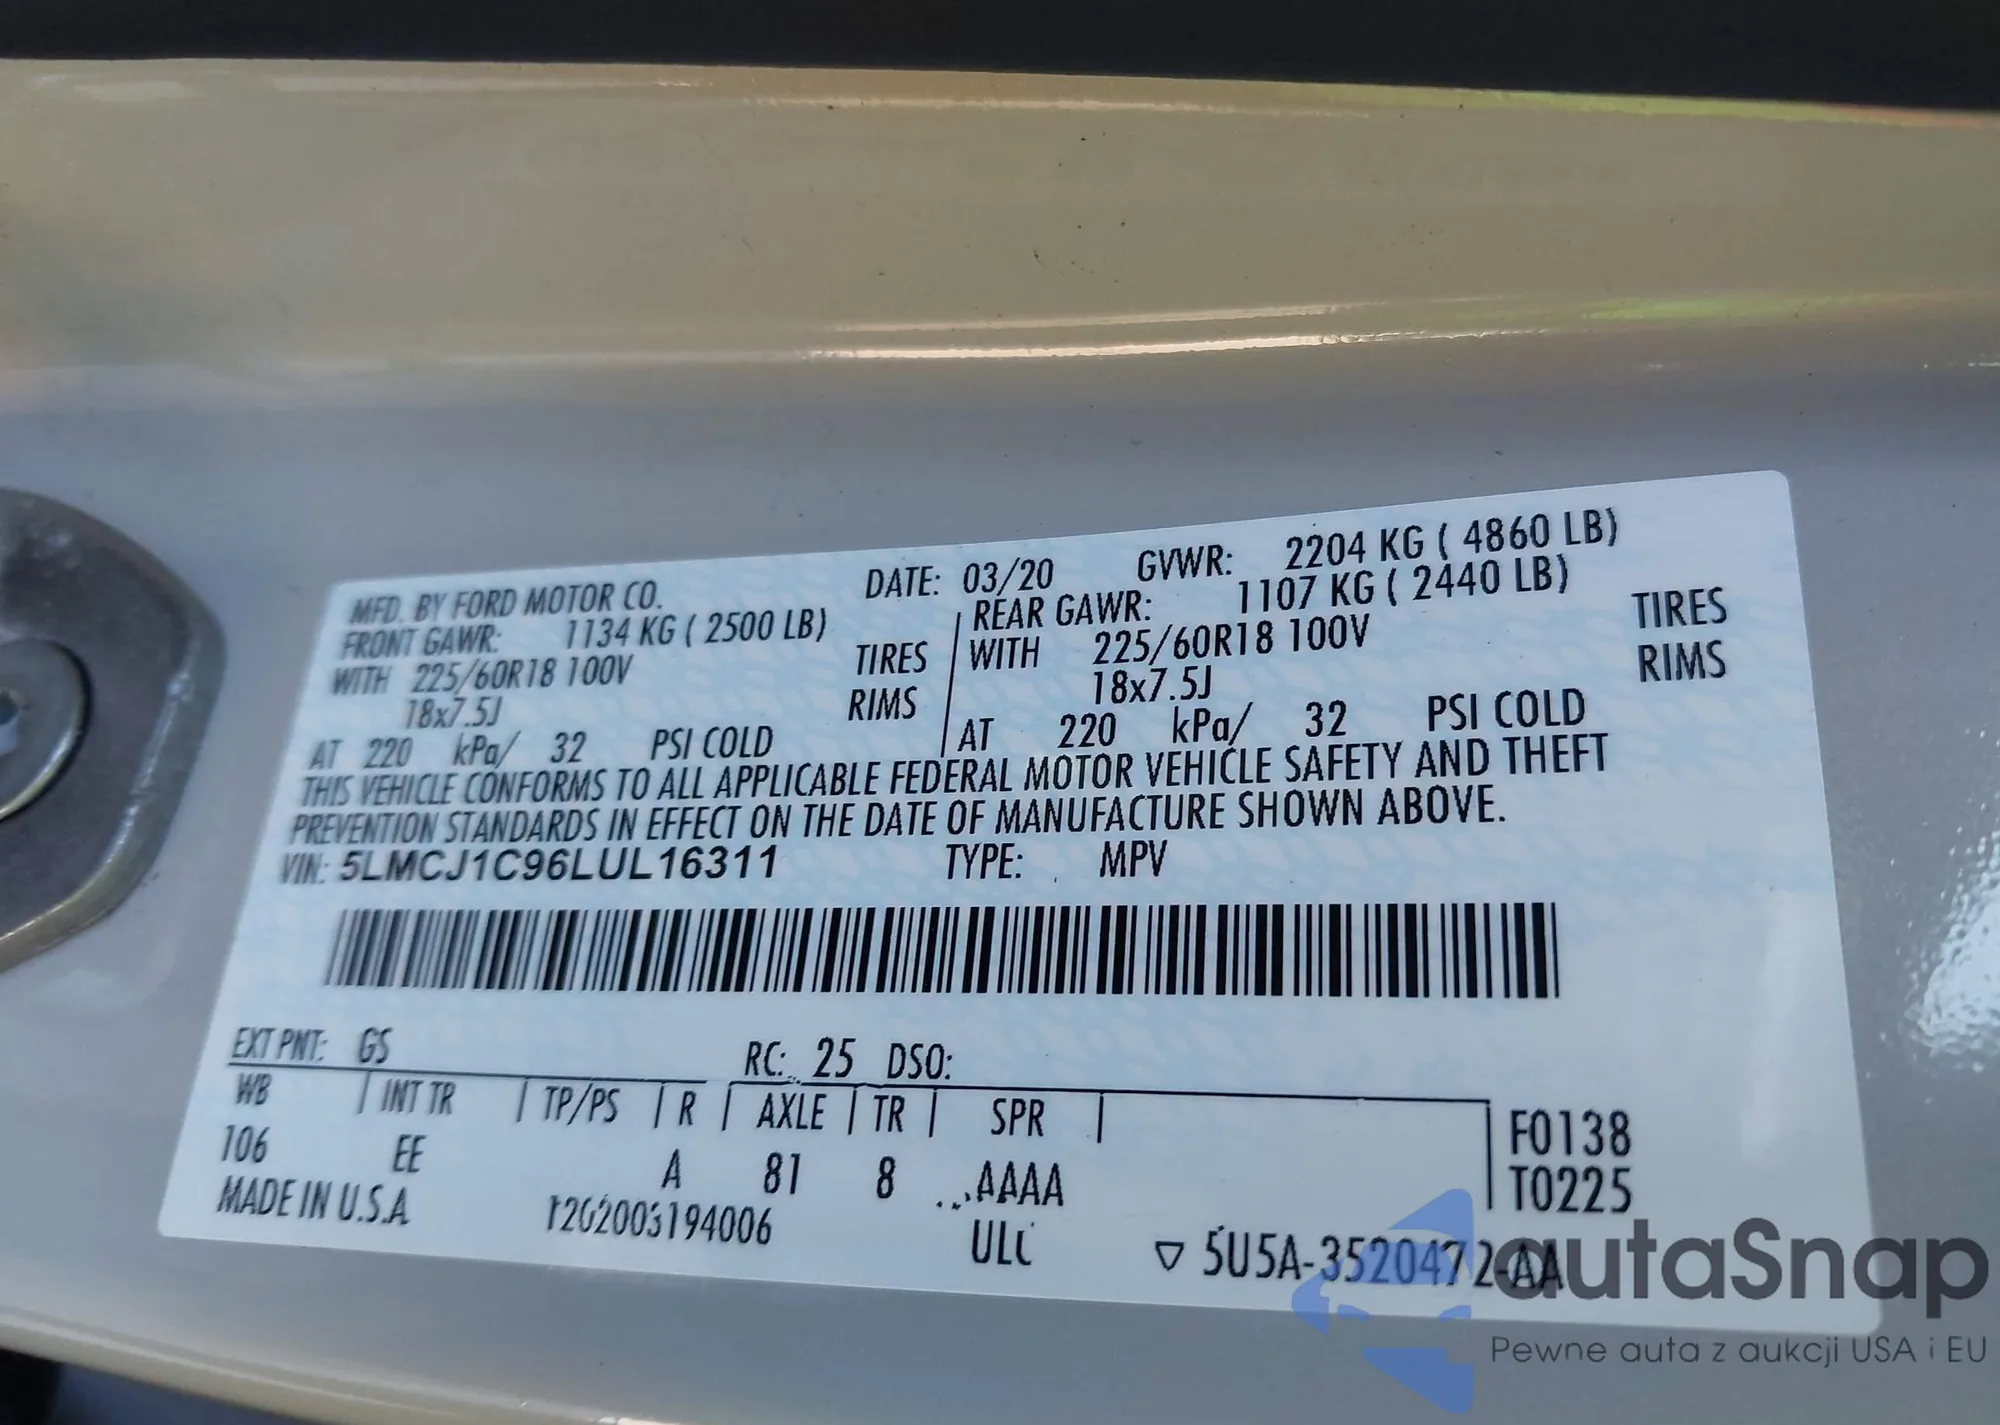 MFD. BY FORD MOTOR CO. DATE: 03/20 GVWR: 2204 KG ( 4860 LB)
FRONT GAWR: 1134 KG ( 2500 LB) REAR GAWR: 1107 KG ( 2440 LB)
WITH 225/60R18 100V TIRES WITH 225/60R18 100V TIRES
18x7.5J RIMS 18x7.5J RIMS
AT 220 kPa/ 32 PSI COLD AT 220 kPa/ 32 PSI COLD
THIS VEHICLE CONFORMS TO ALL APPLICABLE FEDERAL MOTOR VEHICLE SAFETY AND THEFT
PREVENTION STANDARDS IN EFFECT ON THE DATE OF MANUFACTURE SHOWN ABOVE.
VIN: 5LMCJ1C96LUL16311 TYPE: MPV
EXT PNT: GS RC: 25 DSO:
WB INT TR TP/PS R AXLE TR SPR F0138
106 EE A 81 8 AAAA T0225
MADE IN U.S.A. ▽ 5U5A-3520472-AA
autaSnap
Pewne auta z aukcji USA i EU